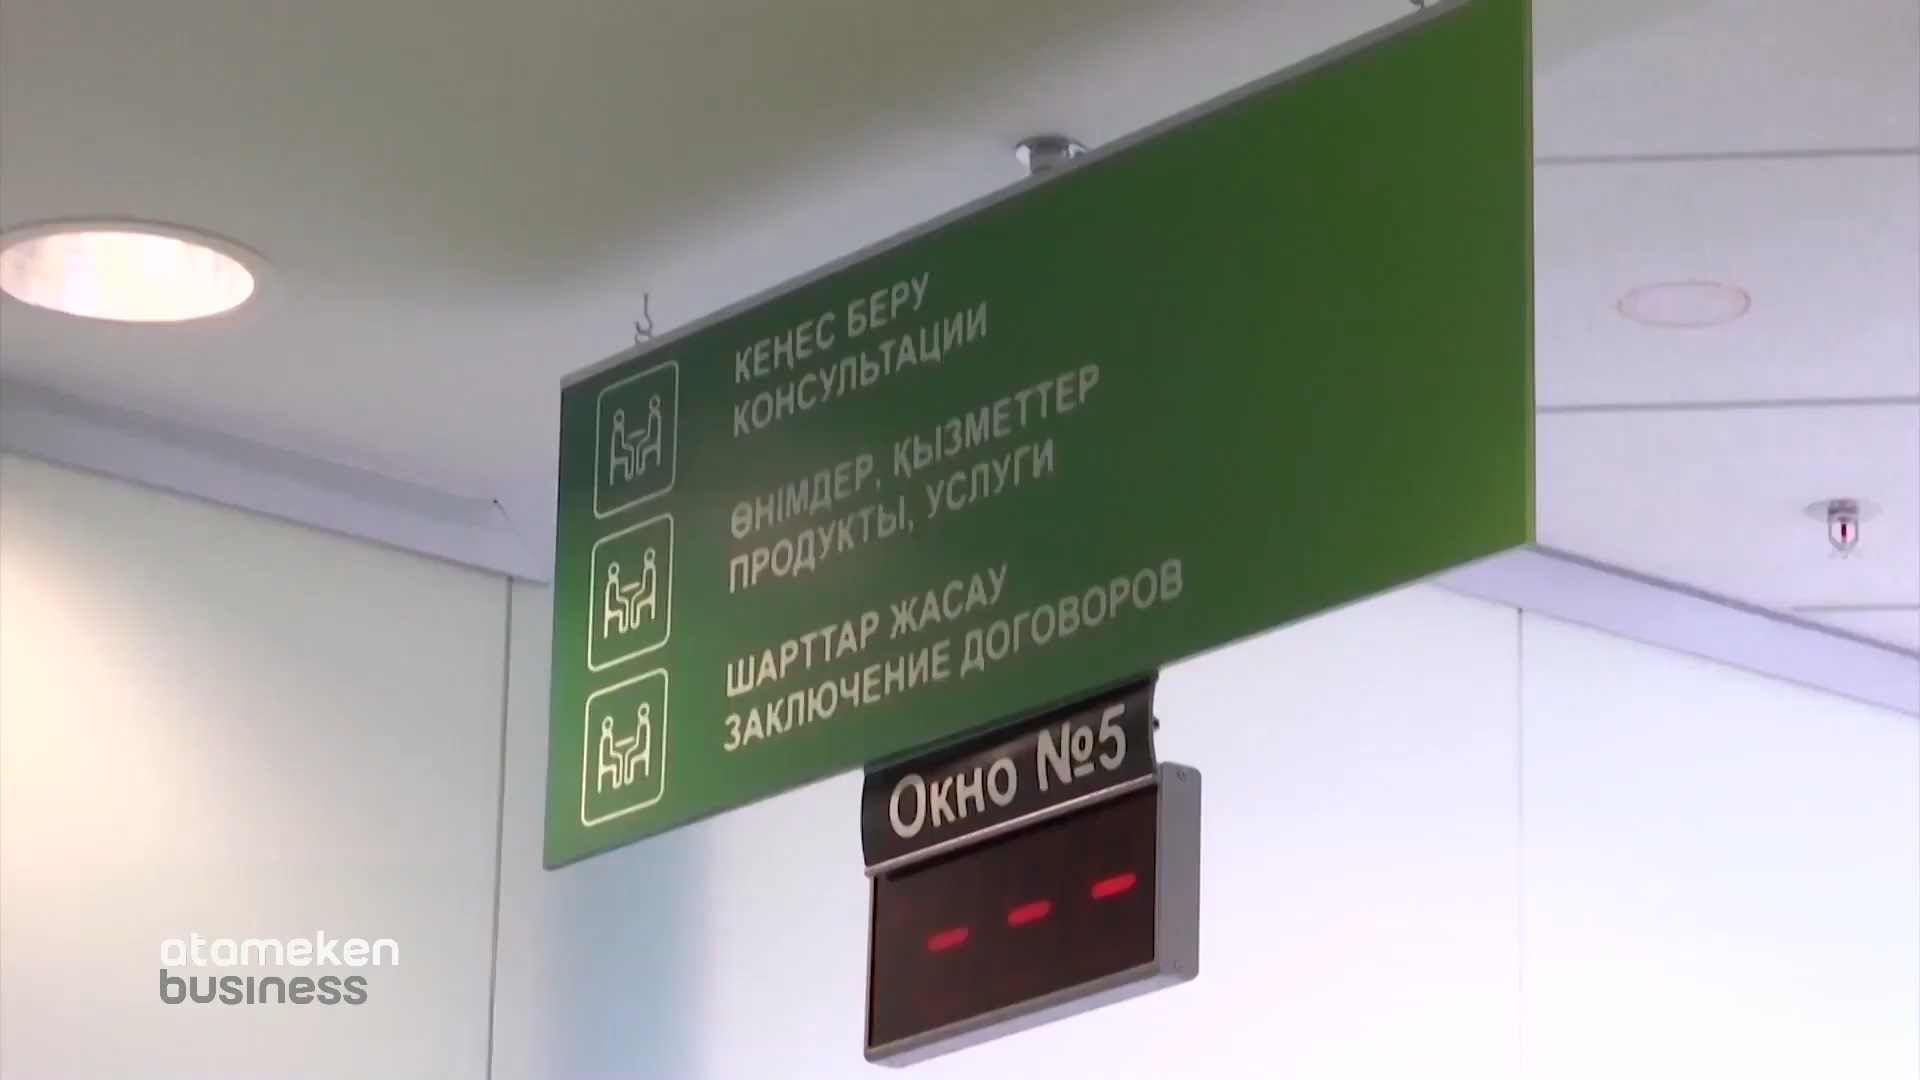 КЕҢЕС БЕРУ
КОНСУЛЬТАЦИИ
ӨНІМДЕР, ҚЫЗМЕТТЕР
ПРОДУКТЫ, УСЛУГИ
ШАРТТАР ЖАСАУ
ЗАКЛЮЧЕНИЕ ДОГОВОРОВ
Окно №5
- - -
atameken
business